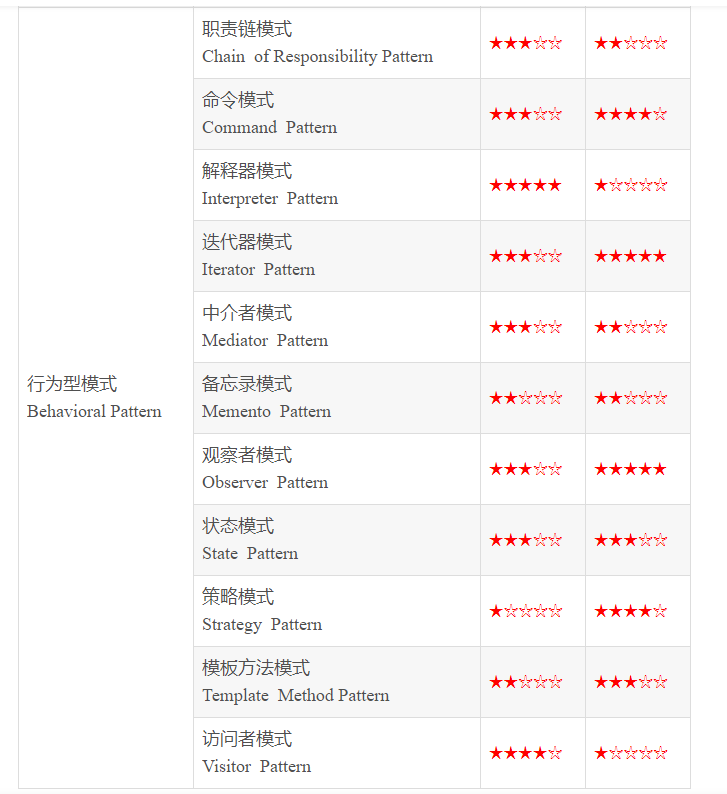 职责链模式
Chain of Responsibility Pattern
★★★☆☆
★★☆☆☆
命令模式
Command Pattern
★★★☆☆
★★★★☆
解释器模式
Interpreter Pattern
★★★★★
★☆☆☆☆
迭代器模式
Iterator Pattern
★★★☆☆
★★★★★
中介者模式
Mediator Pattern
★★★☆☆
★★☆☆☆
行为型模式
Behavioral Pattern
备忘录模式
Memento Pattern
★★☆☆☆
★★☆☆☆
观察者模式
Observer Pattern
★★★☆☆
★★★★★
状态模式
State Pattern
★★★☆☆
★★★☆☆
策略模式
Strategy Pattern
★☆☆☆☆
★★★★☆
模板方法模式
Template Method Pattern
★★☆☆☆
★★★☆☆
访问者模式
Visitor Pattern
★★★★☆
★☆☆☆☆